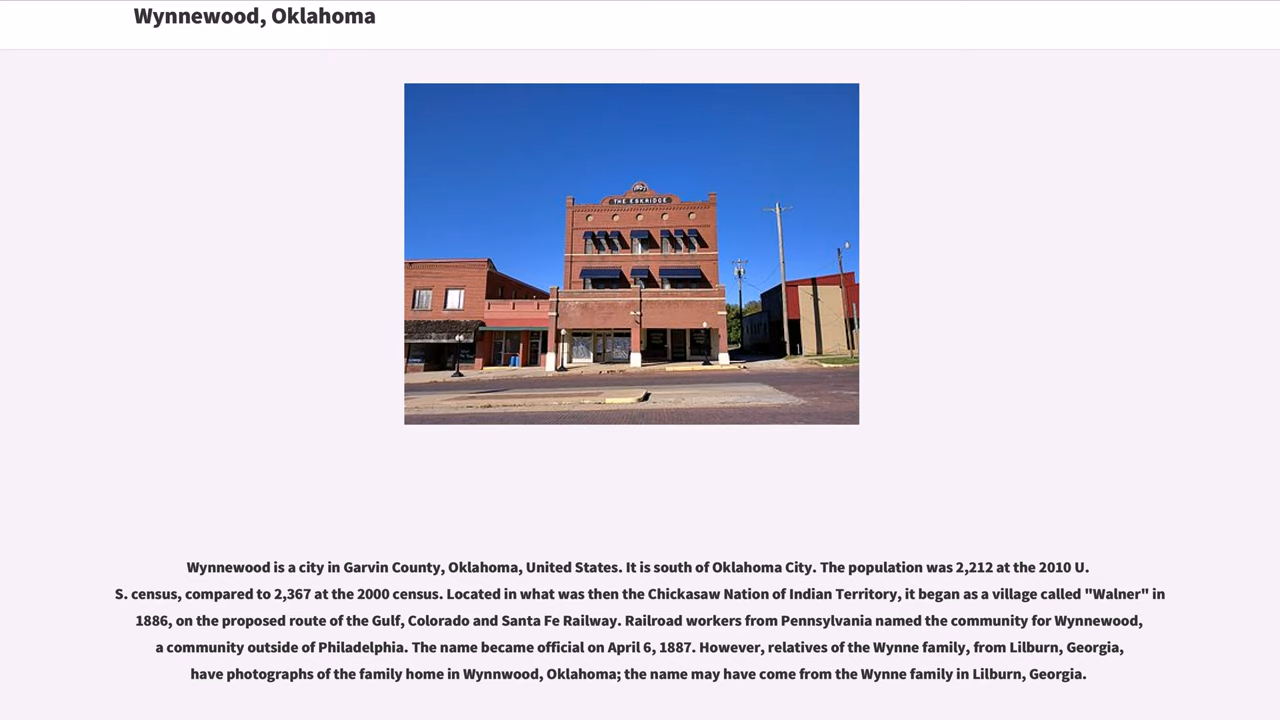 Wynnewood, Oklahoma
THE ESKRIDGE
Wynnewood is a city in Garvin County, Oklahoma, United States. It is south of Oklahoma City. The population was 2,212 at the 2010 U.
S. census, compared to 2,367 at the 2000 census. Located in what was then the Chickasaw Nation of Indian Territory, it began as a village called "Walner" in
1886, on the proposed route of the Gulf, Colorado and Santa Fe Railway. Railroad workers from Pennsylvania named the community for Wynnewood,
a community outside of Philadelphia. The name became official on April 6, 1887. However, relatives of the Wynne family, from Lilburn, Georgia,
have photographs of the family home in Wynnwood, Oklahoma; the name may have come from the Wynne family in Lilburn, Georgia.